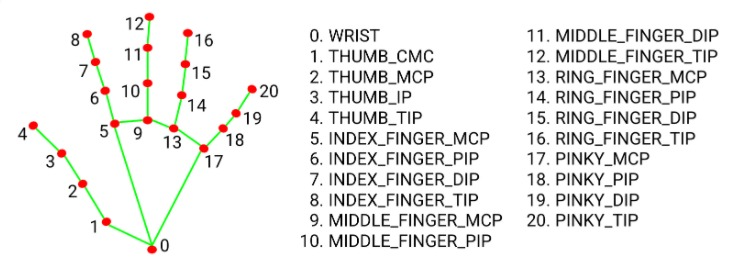 12
8
16
11
7
15
20
6
10
14
19
4
5
9
13
18
3
17
2
1
0
0. WRIST
1. THUMB_CMC
2. THUMB_MCP
3. THUMB_IP
4. THUMB_TIP
5. INDEX_FINGER_MCP
6. INDEX_FINGER_PIP
7. INDEX_FINGER_DIP
8. INDEX_FINGER_TIP
9. MIDDLE_FINGER_MCP
10. MIDDLE_FINGER_PIP
11. MIDDLE_FINGER_DIP
12. MIDDLE_FINGER_TIP
13. RING_FINGER_MCP
14. RING_FINGER_PIP
15. RING_FINGER_DIP
16. RING_FINGER_TIP
17. PINKY_MCP
18. PINKY_PIP
19. PINKY_DIP
20. PINKY_TIP